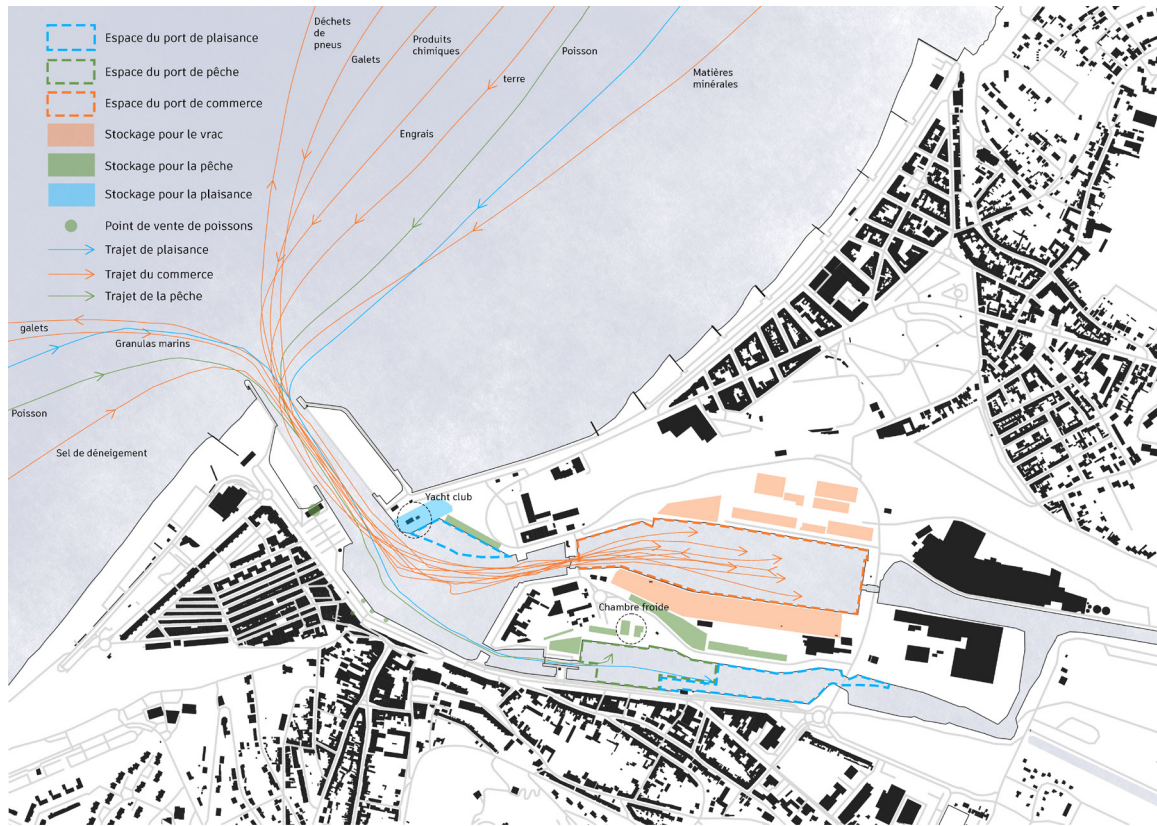 Espace du port de plaisance
Espace du port de pêche
Espace du port de commerce
Stockage pour le vrac
Stockage pour la pêche
Stockage pour la plaisance
Point de vente de poissons
Trajet de plaisance
Trajet du commerce
Trajet de la pêche
Déchets
de
pneus
Galets
Produits
chimiques
Engrais
terre
Poisson
Matières
minérales
galets
Granulas marins
Poisson
Sel de déneigement
Yacht club
Chambre froide